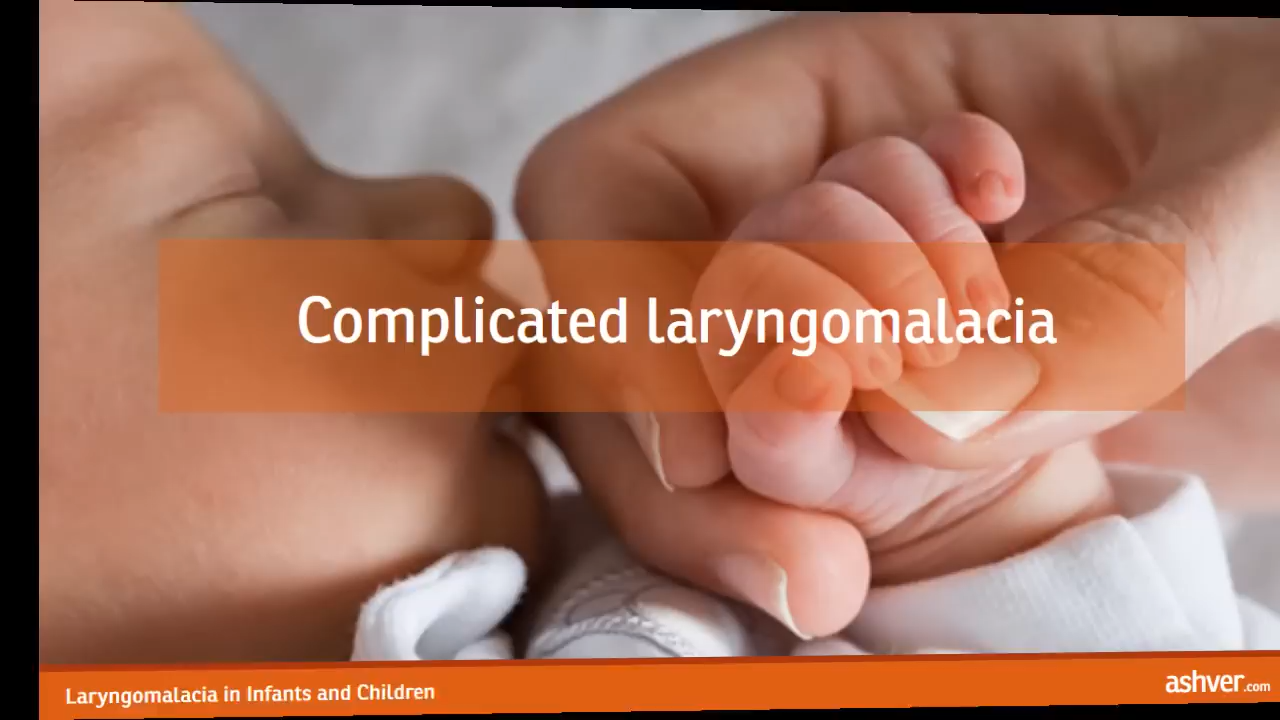 Complicated laryngomalacia
Laryngomalacia in Infants and Children
ashver.com